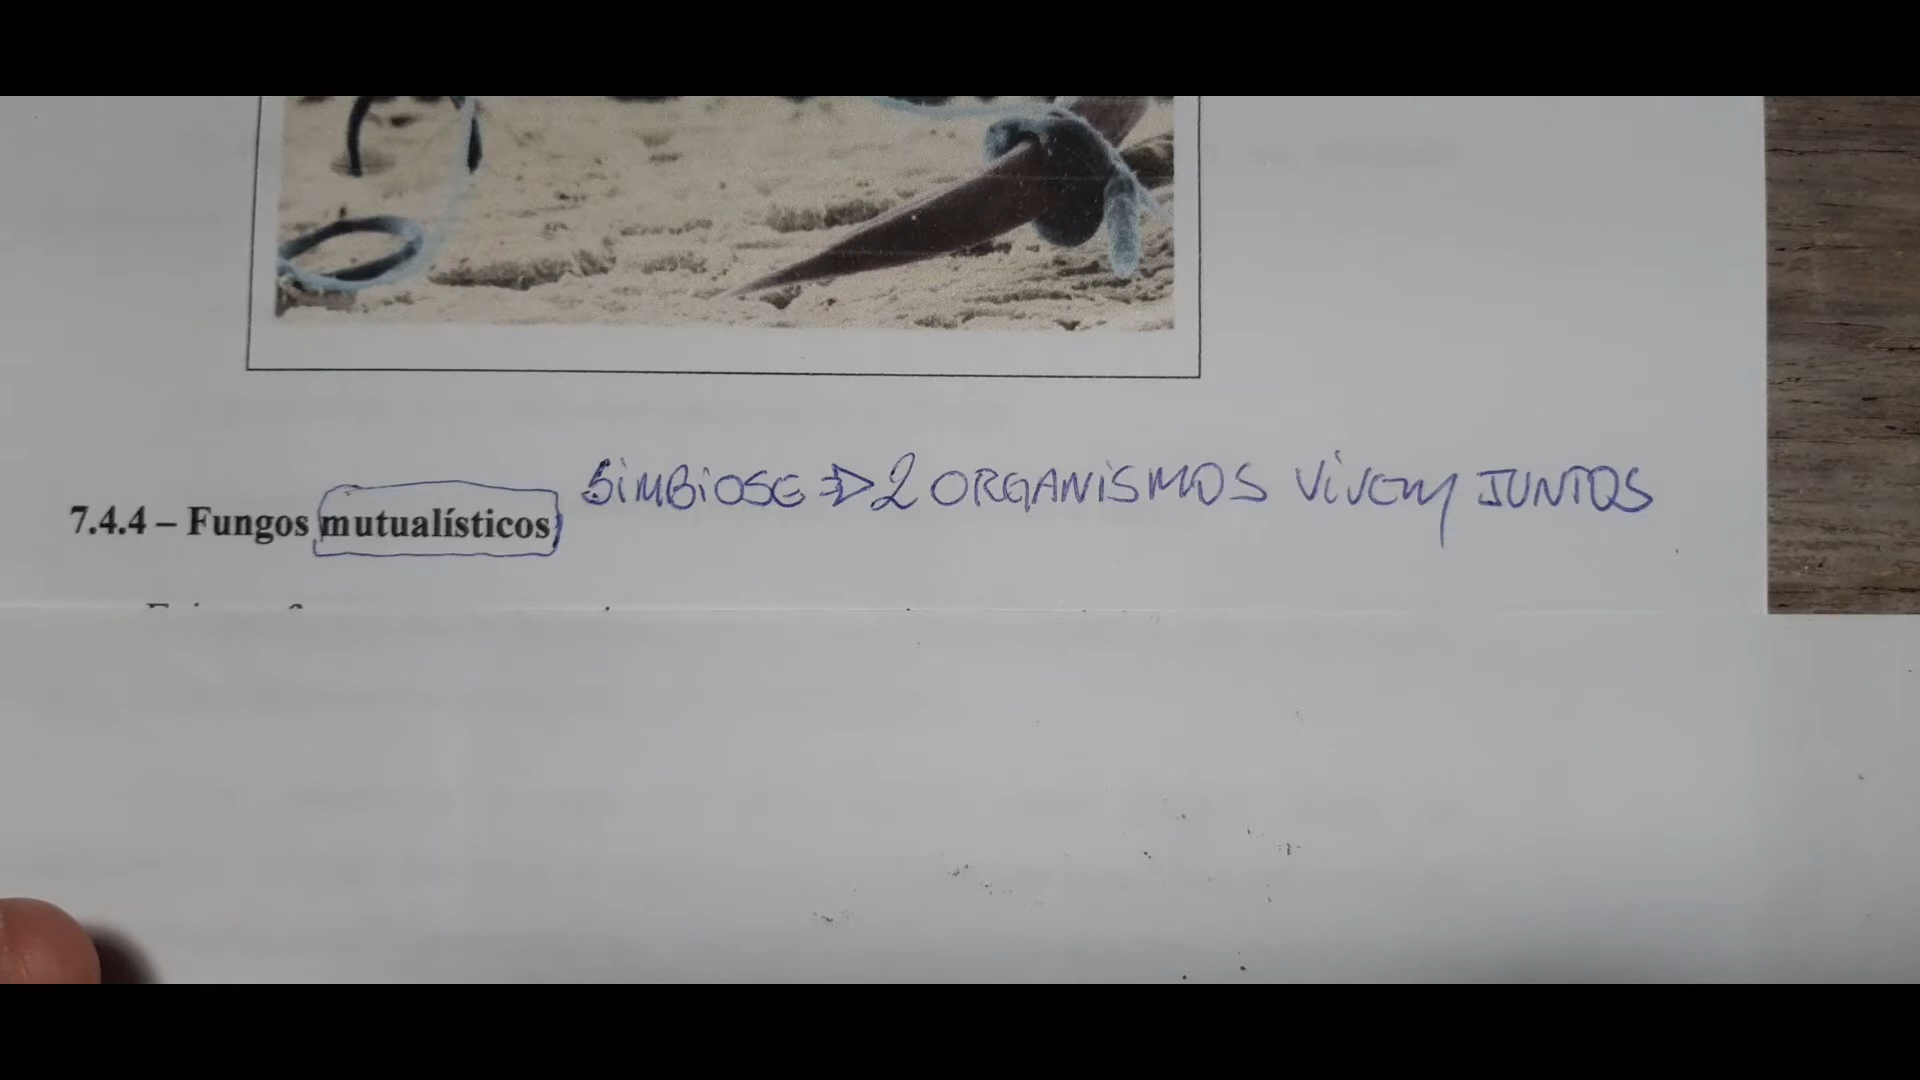 SIMBIOSE ⇒ 2 ORGANISMOS VIVEM JUNTOS
7.4.4 – Fungos mutualísticos